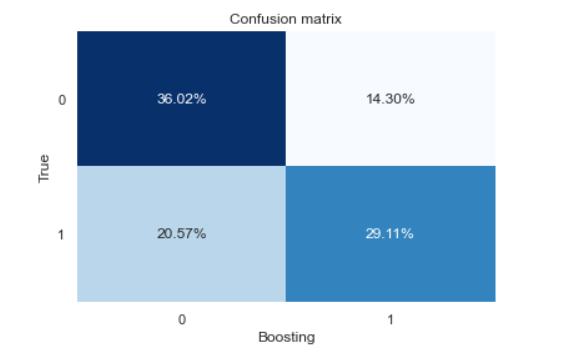 Confusion matrix
0
36.02%
14.30%
True
1
20.57%
29.11%
0
1
Boosting